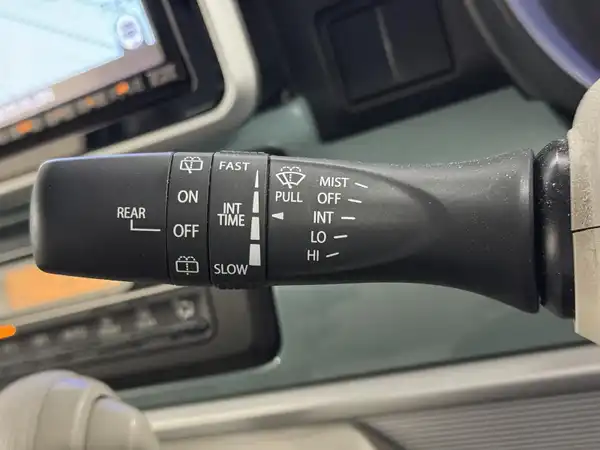 REAR
ON
OFF
FAST
INT
TIME
SLOW
PULL
MIST
OFF
INT
LO
HI